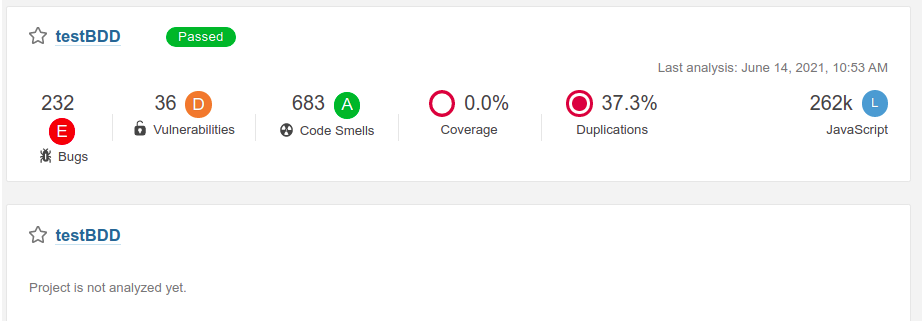 testBDD Passed
Last analysis: June 14, 2021, 10:53 AM
232 E 36 D 683 A 0.0% 37.3% 262k L
Bugs Vulnerabilities Code Smells Coverage Duplications JavaScript
testBDD
Project is not analyzed yet.